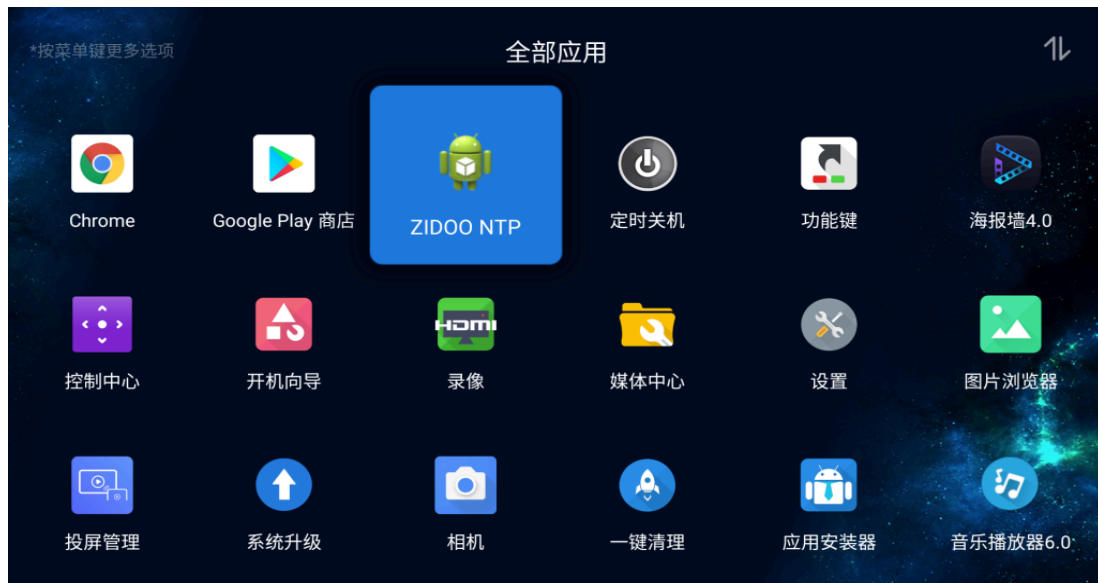 *按菜单键更多选项
全部应用
Chrome
Google Play 商店
ZIDOO NTP
定时关机
功能键
海报墙4.0
控制中心
开机向导
HDMI
录像
媒体中心
设置
图片浏览器
投屏管理
系统升级
相机
一键清理
应用安装器
音乐播放器6.0